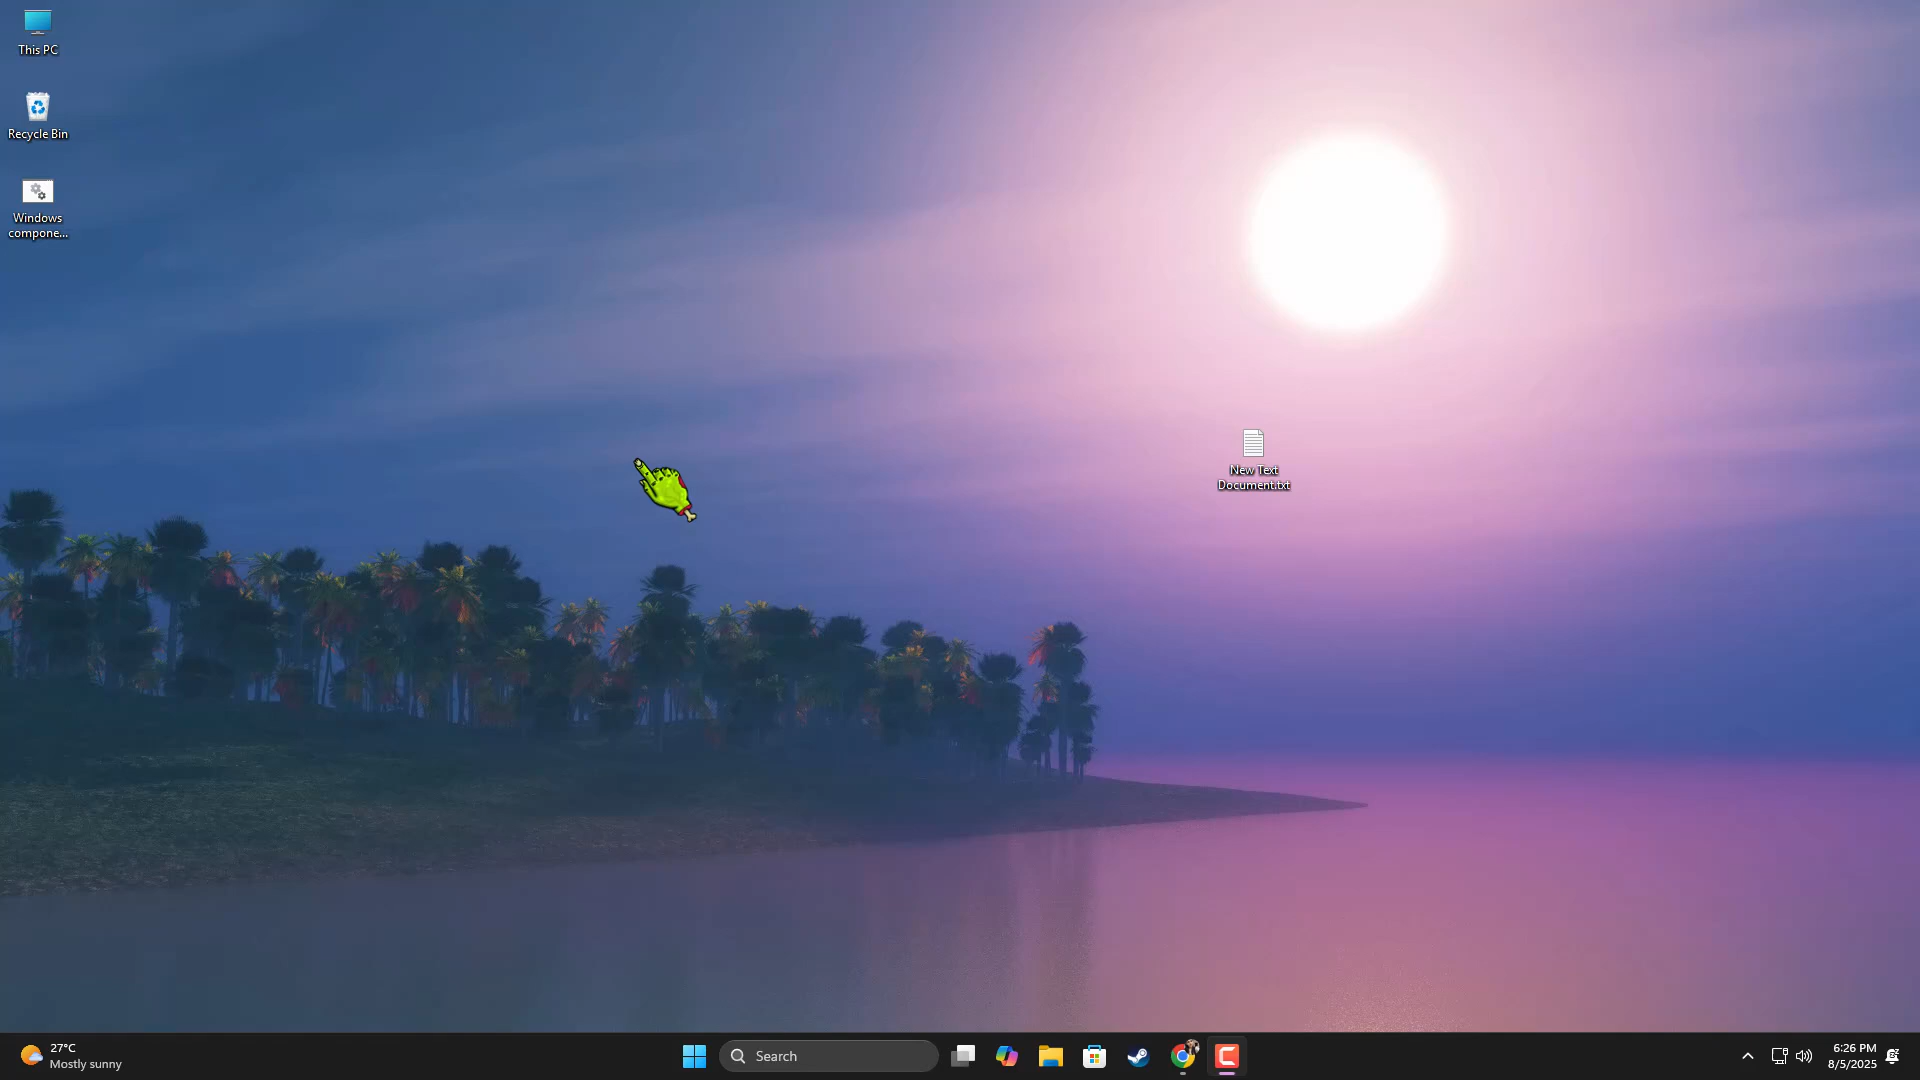 This PC
Recycle Bin
Windows
compone...
New Text
Document.txt
27°C
Mostly sunny
Search
6:26 PM
8/5/2025